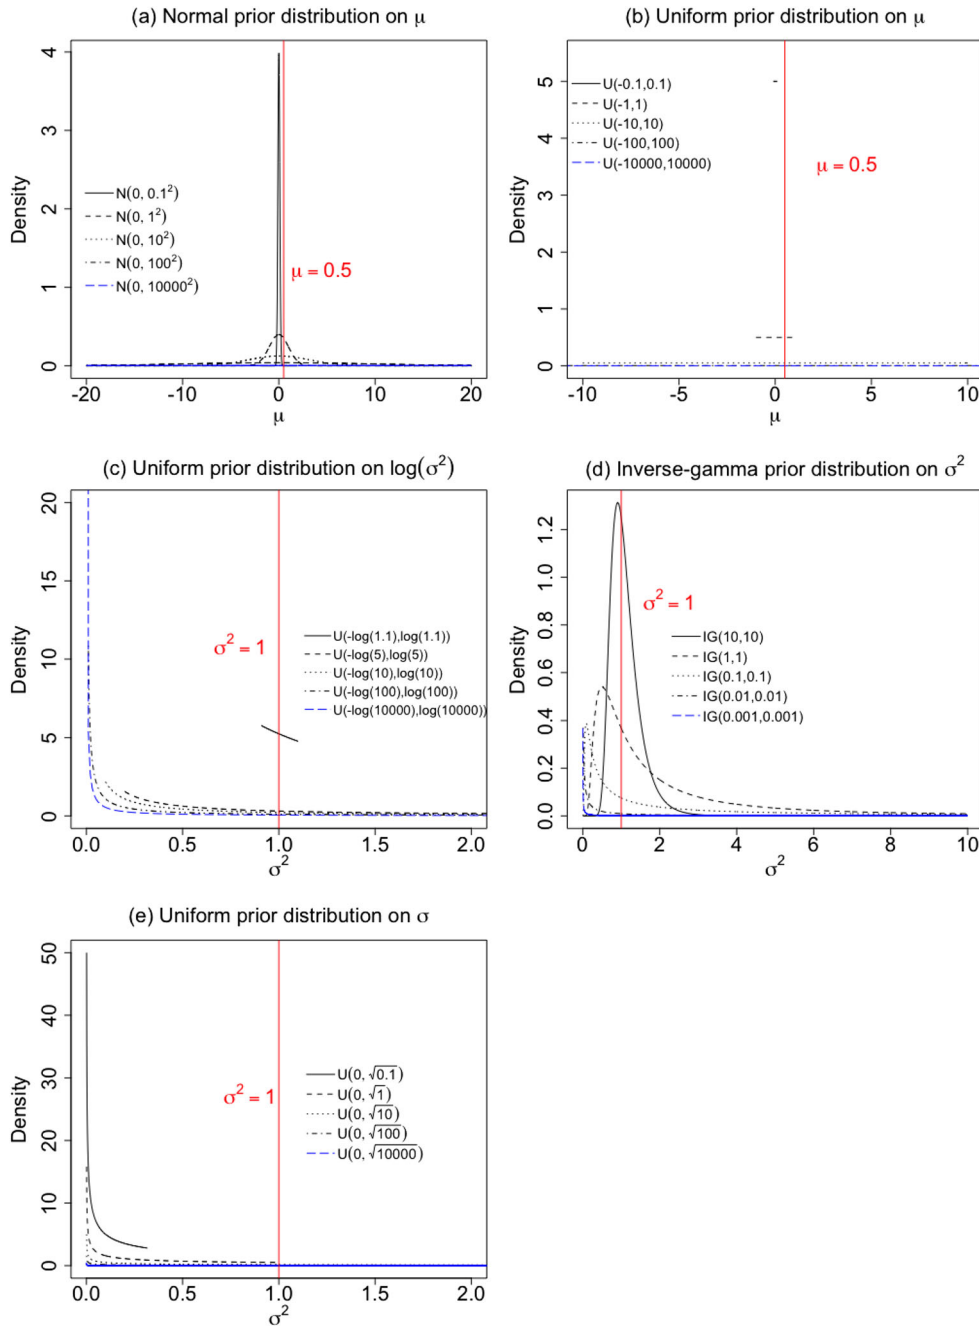 (a) Normal prior distribution on μ
Density
4
3
2
1
0
N(0, 0.1²)
N(0, 1²)
N(0, 10²)
N(0, 100²)
N(0, 10000²)
μ = 0.5
-20 -10 0 10 20
μ
(b) Uniform prior distribution on μ
Density
5
4
3
2
1
0
U(-0.1,0.1)
U(-1,1)
U(-10,10)
U(-100,100)
U(-10000,10000)
μ = 0.5
-10 -5 0 5 10
μ
(c) Uniform prior distribution on log(σ²)
Density
20
15
10
5
0
σ² = 1
U(-log(1.1),log(1.1))
U(-log(5),log(5))
U(-log(10),log(10))
U(-log(100),log(100))
U(-log(10000),log(10000))
0.0 0.5 1.0 1.5 2.0
σ²
(d) Inverse-gamma prior distribution on σ²
Density
1.2
1.0
0.8
0.6
0.4
0.2
0.0
σ² = 1
IG(10,10)
IG(1,1)
IG(0.1,0.1)
IG(0.01,0.01)
IG(0.001,0.001)
0 2 4 6 8 10
σ²
(e) Uniform prior distribution on σ
Density
50
40
30
20
10
0
σ² = 1
U(0, √0.1)
U(0, √1)
U(0, √10)
U(0, √100)
U(0, √10000)
0.0 0.5 1.0 1.5 2.0
σ²